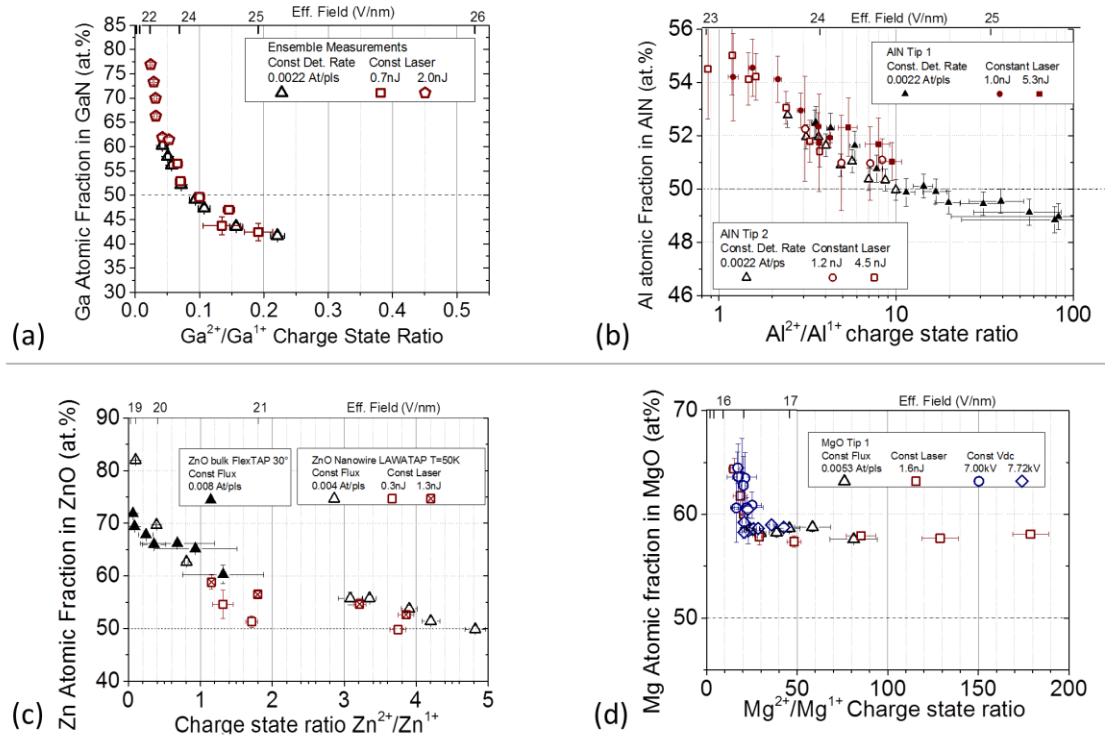 Eff. Field (V/nm)
22 24 25 26
Ga Atomic Fraction in GaN (at.%)
85
80
75
70
65
60
55
50
45
40
35
30
Ensemble Measurements
Const Det. Rate Const Laser
0.0022 At/pls 0.7nJ 2.0nJ
0.0 0.1 0.2 0.3 0.4 0.5
(a) Ga2+/Ga1+ Charge State Ratio
Eff. Field (V/nm)
23 24 25
Al atomic Fraction in AlN (at.%)
56
54
52
50
48
46
AlN Tip 1
Const. Det. Rate Constant Laser
0.0022 At/pls 1.0nJ 5.3nJ
AlN Tip 2
Const. Det. Rate Constant Laser
0.0022 At/pls 1.2 nJ 4.5 nJ
1 10 100
(b) Al2+/Al1+ charge state ratio
19 20 21 Eff. Field (V/nm)
Zn Atomic Fraction in ZnO (at.%)
90
80
70
60
50
40
ZnO bulk FlexTAP 30°
Const Flux
0.008 At/pls
ZnO Nanowire LAWATAP T=50K
Const Flux Const Laser
0.004 At/pls 0.3nJ 1.3nJ
0 1 2 3 4 5
(c) Charge state ratio Zn2+/Zn1+
Eff. Field (V/nm)
16 17
Mg Atomic fraction in MgO (at%)
70
60
50
MgO Tip 1
Const Flux Const Laser Const Vdc
0.0053 At/pls 1.6nJ 7.00kV 7.72kV
0 50 100 150 200
Mg2+/Mg1+ Charge state ratio (d)